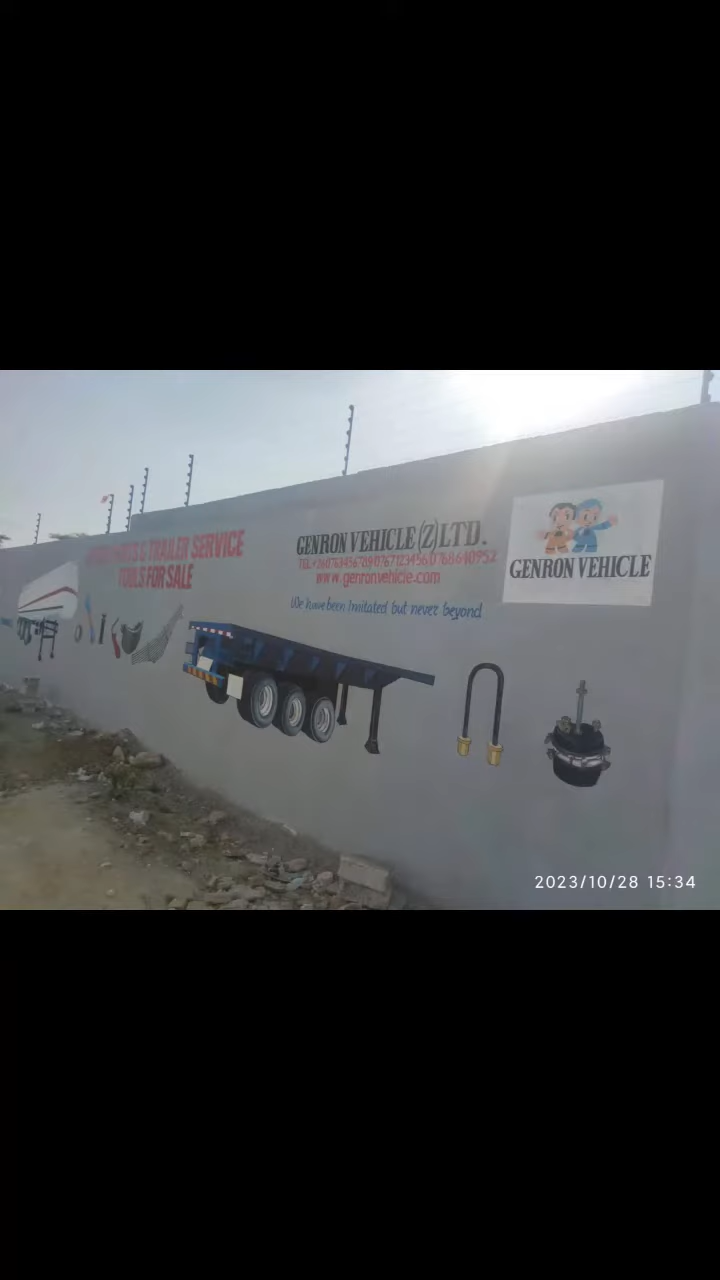 & TRAILER SERVICE
TOOLS FOR SALE
GENRON VEHICLE (Z) LTD.
www.genronvehicle.com
We have been Imitated but never beyond
GENRON VEHICLE
2023/10/28 15:34